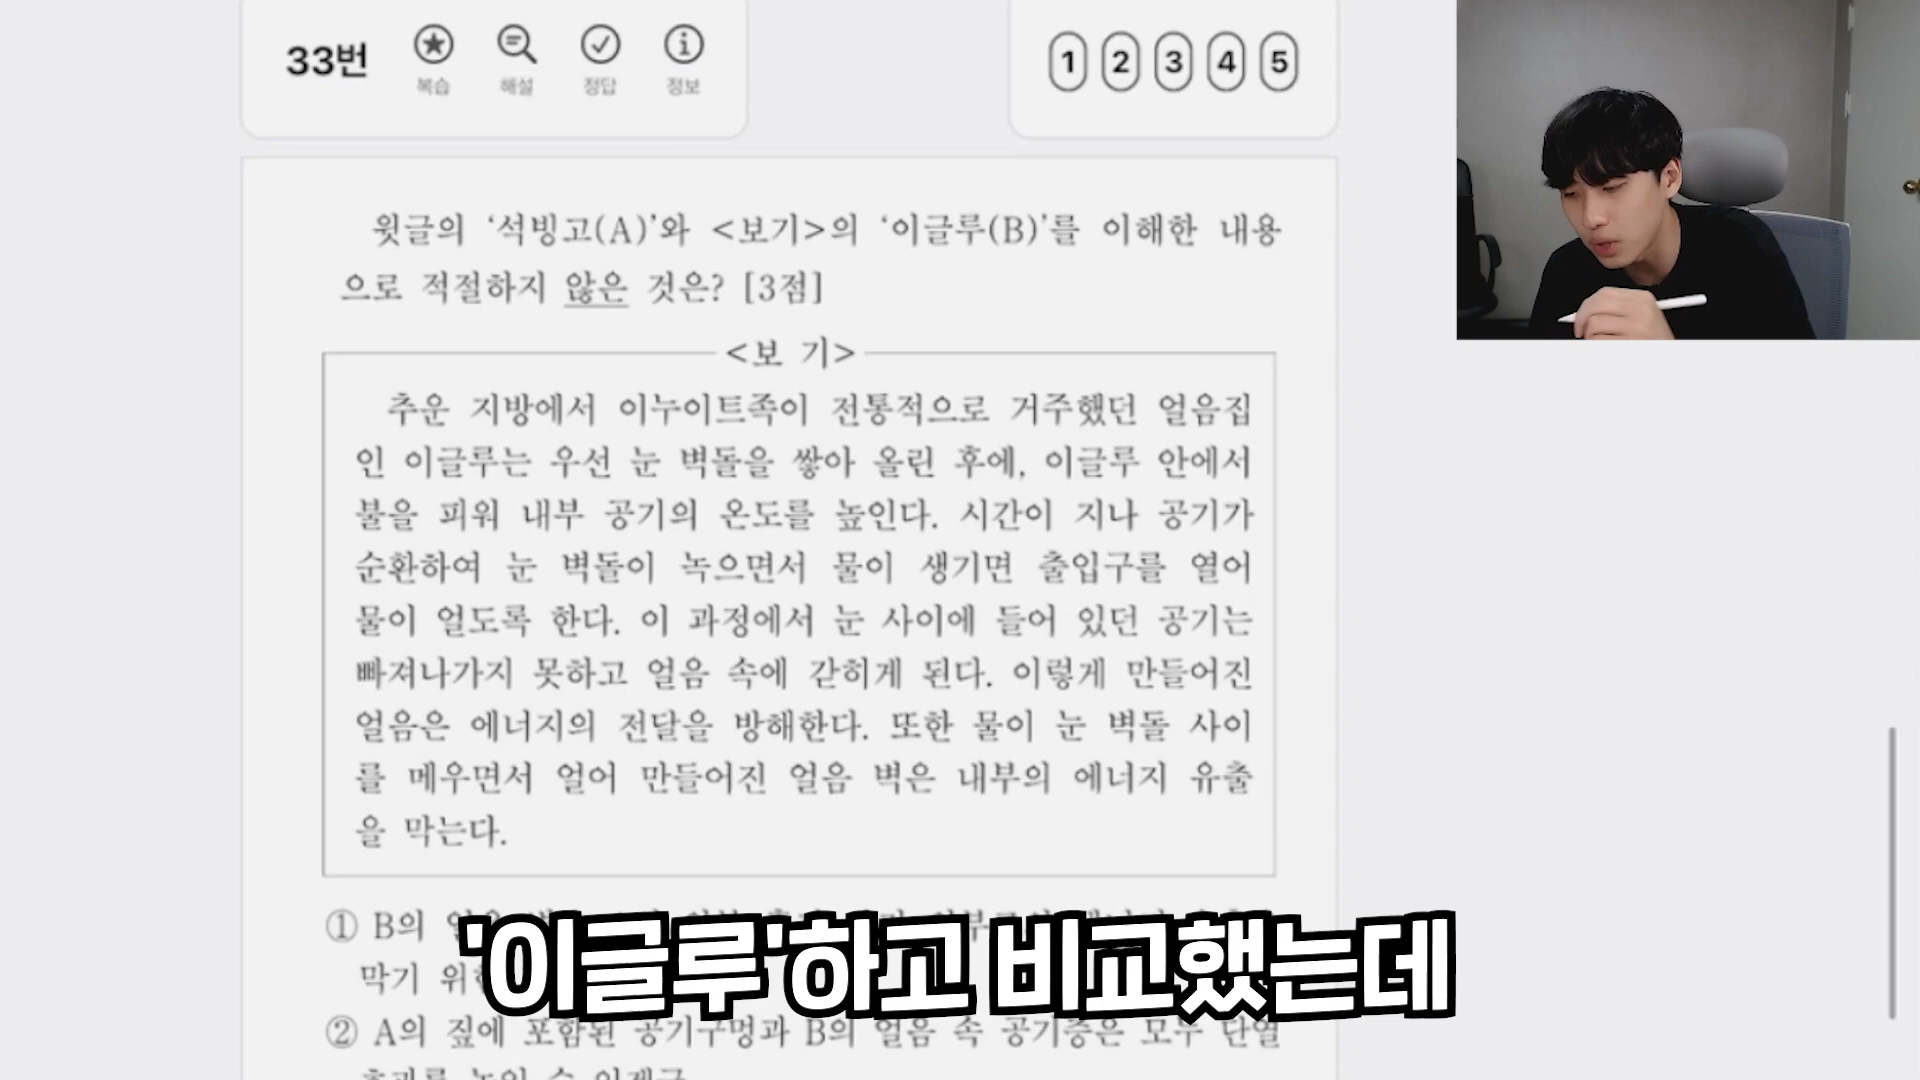 33번
복습 해설 정답 정보
1 2 3 4 5
윗글의 ‘석빙고(A)’와 <보기>의 ‘이글루(B)’를 이해한 내용
으로 적절하지 않은 것은? [3점]
<보 기>
추운 지방에서 이누이트족이 전통적으로 거주했던 얼음집
인 이글루는 우선 눈 벽돌을 쌓아 올린 후에, 이글루 안에서
불을 피워 내부 공기의 온도를 높인다. 시간이 지나 공기가
순환하여 눈 벽돌이 녹으면서 물이 생기면 출입구를 열어
물이 얼도록 한다. 이 과정에서 눈 사이에 들어 있던 공기는
빠져나가지 못하고 얼음 속에 갇히게 된다. 이렇게 만들어진
얼음은 에너지의 전달을 방해한다. 또한 물이 눈 벽돌 사이
를 메우면서 얼어 만들어진 얼음 벽은 내부의 에너지 유출
을 막는다.
① B의
막기
'이글루'하고 비교했는데
② A의 짚에 포함된 공기구멍과 B의 얼음 속 공기층은 모두 단열